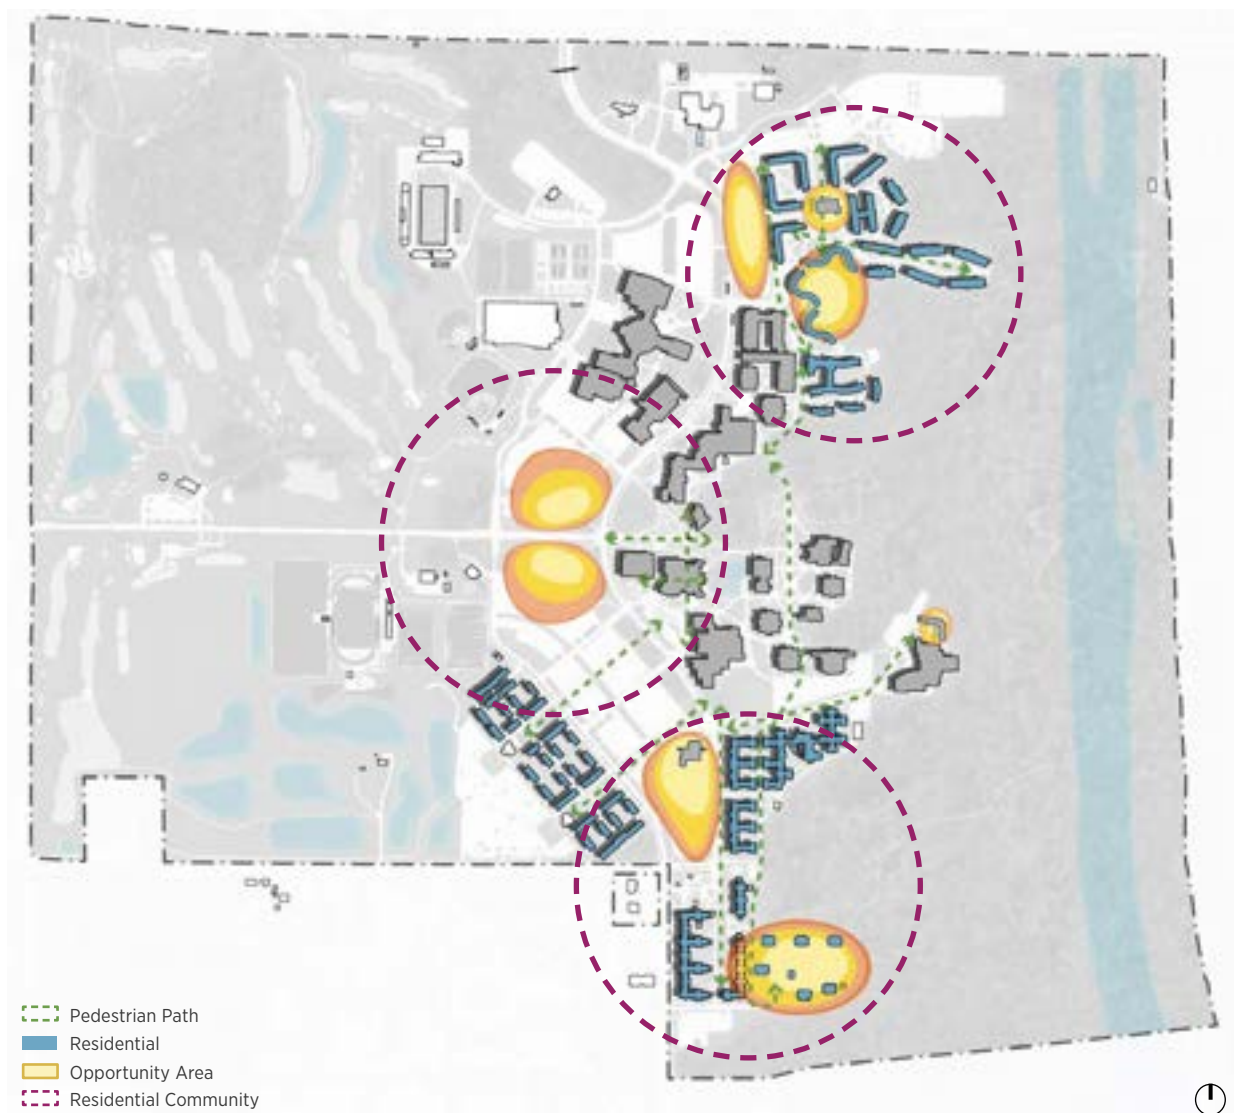 Pedestrian Path
Residential
Opportunity Area
Residential Community